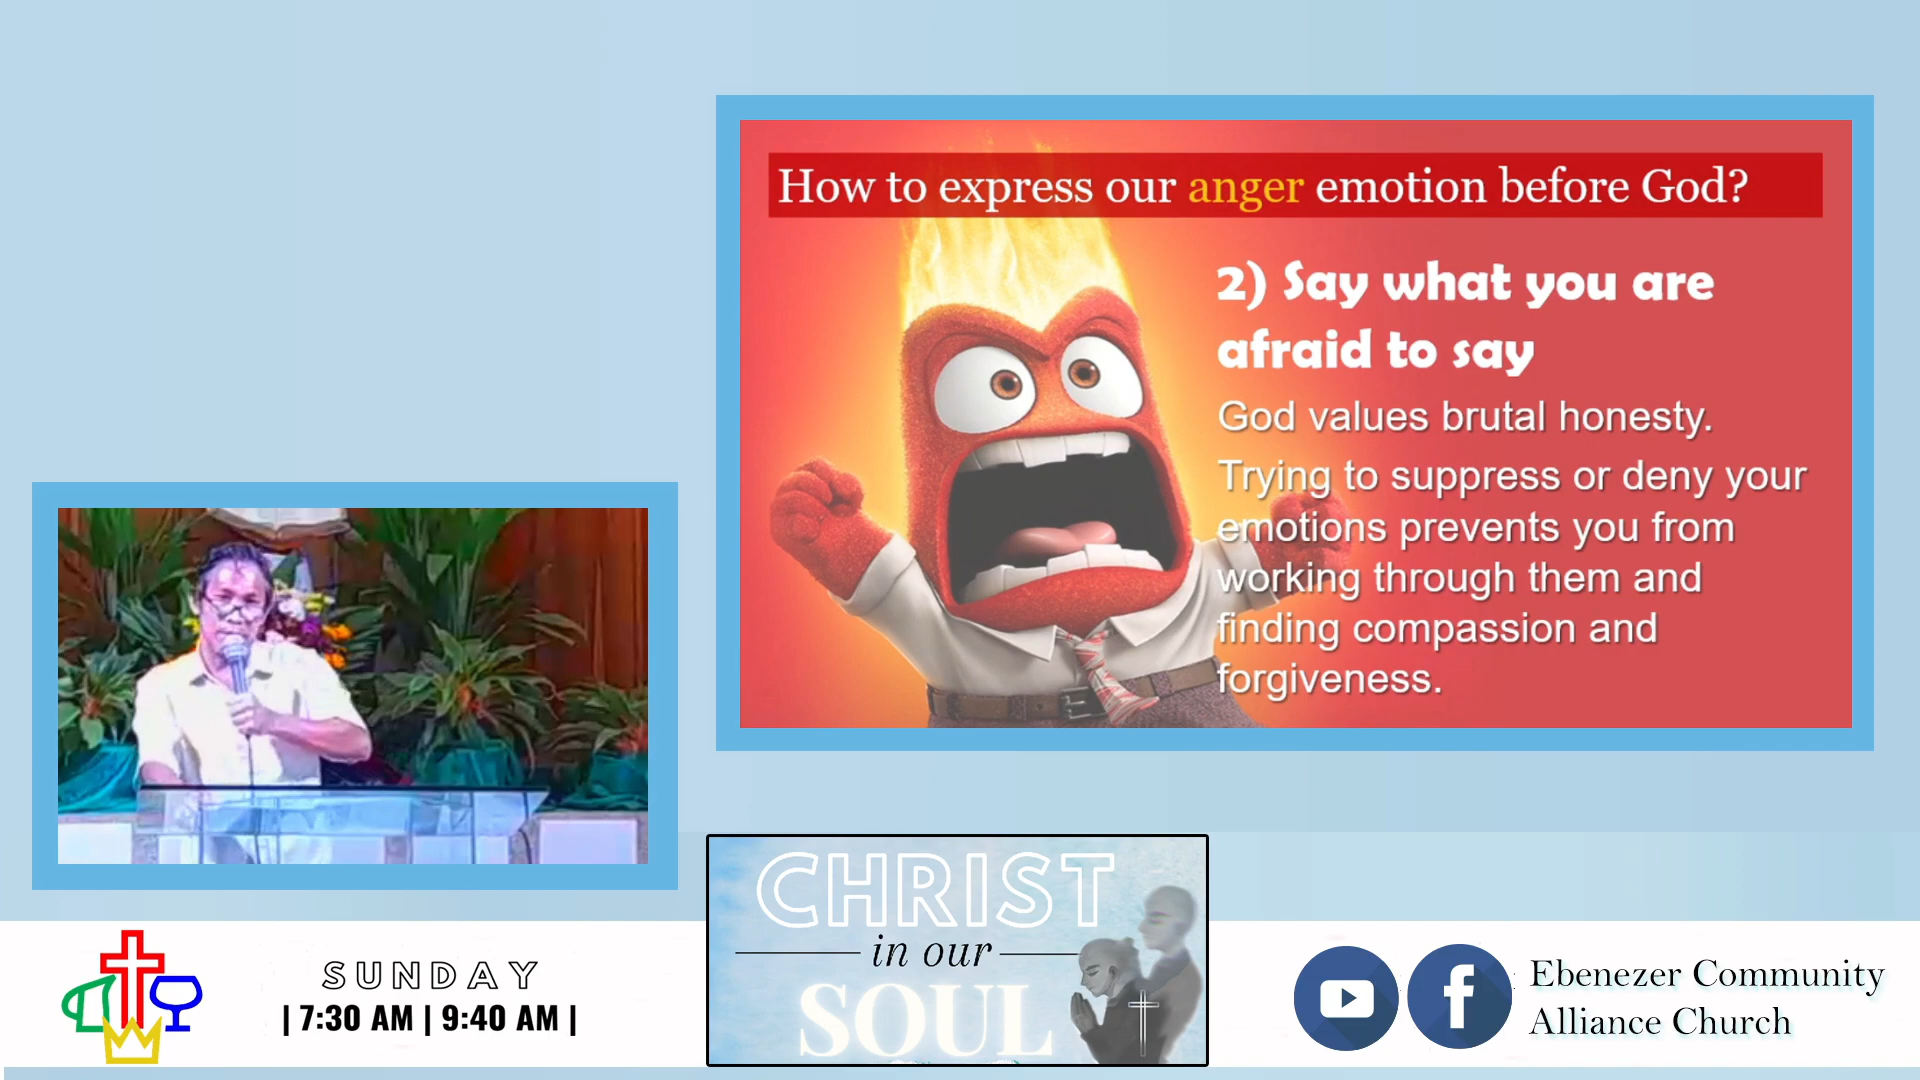 How to express our anger emotion before God?
2) Say what you are
afraid to say
God values brutal honesty.
Trying to suppress or deny your
emotions prevents you from
working through them and
finding compassion and
forgiveness.
SUNDAY
| 7:30 AM | 9:40 AM |
CHRIST
in our
SOUL
f
Ebenezer Community
Alliance Church